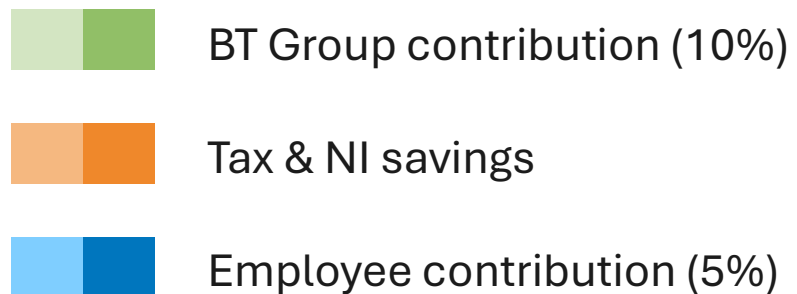 BT Group contribution (10%)
Tax & NI savings
Employee contribution (5%)